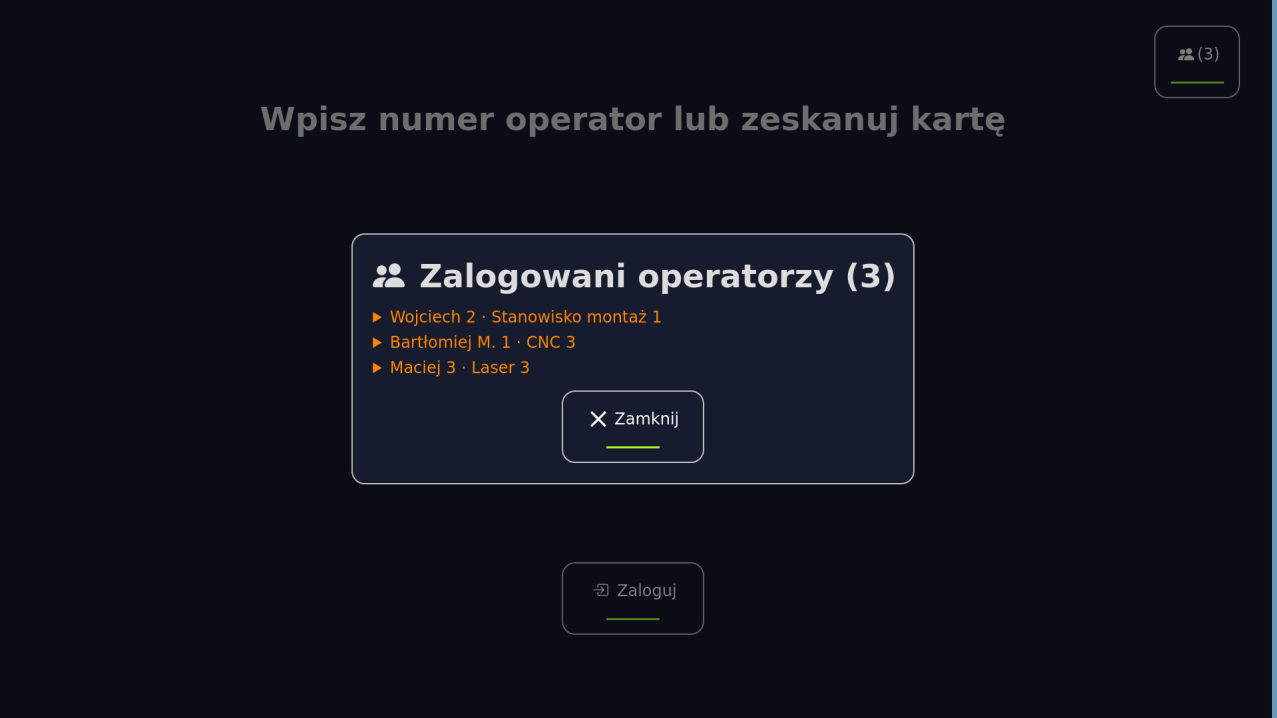 (3)
Wpisz numer operator lub zeskanuj kartę
Zalogowani operatorzy (3)
Wojciech 2 · Stanowisko montaż 1
Bartłomiej M. 1 · CNC 3
Maciej 3 · Laser 3
Zamknij
Zaloguj